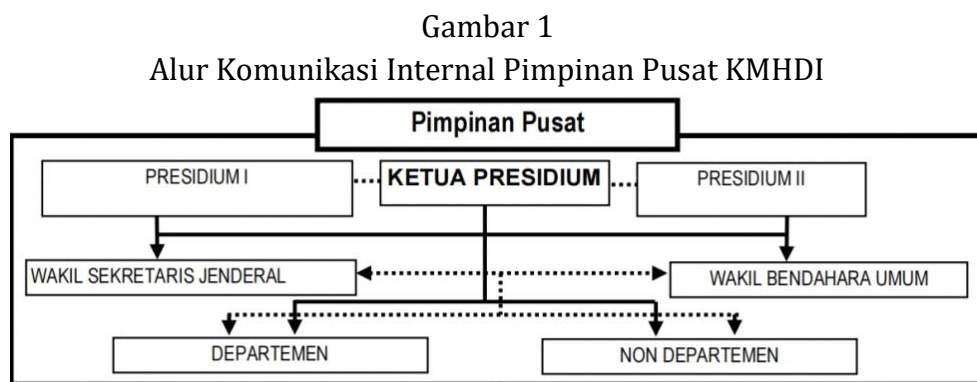 Gambar 1
Alur Komunikasi Internal Pimpinan Pusat KMHDI
Pimpinan Pusat
PRESIDIUM I
KETUA PRESIDIUM
PRESIDIUM II
WAKIL SEKRETARIS JENDERAL
WAKIL BENDAHARA UMUM
DEPARTEMEN
NON DEPARTEMEN